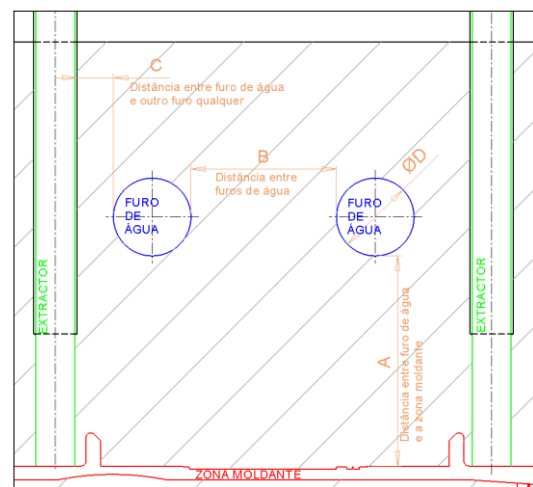 C
Distância entre furo de água
e outro furo qualquer
B
Distância entre
furos de água
ØD
FURO
DE
ÁGUA
FURO
DE
ÁGUA
EXTRACTOR
EXTRACTOR
A
Distância entre furo de água
e a zona moldante
ZONA MOLDANTE